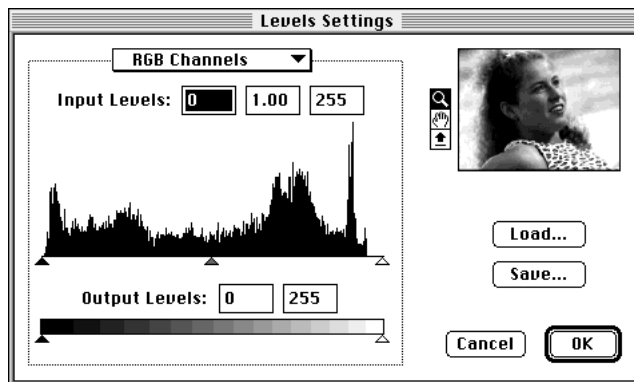 Levels Settings
RGB Channels
Input Levels: 0 1.00 255
Output Levels: 0 255
Load...
Save...
Cancel OK